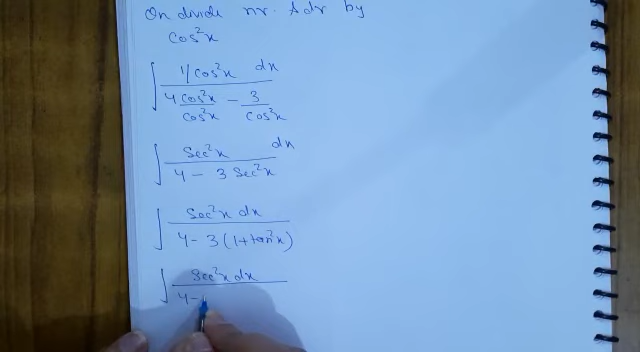 On divide nr. & dr by
cos²x
∫ 1/cos²x dx / (4 cos²x/cos²x − 3/cos²x)
∫ Sec²x dx / (4 − 3 Sec²x)
∫ Sec²x dx / (4 − 3(1+tan²x))
∫ Sec²x dx / (4 −